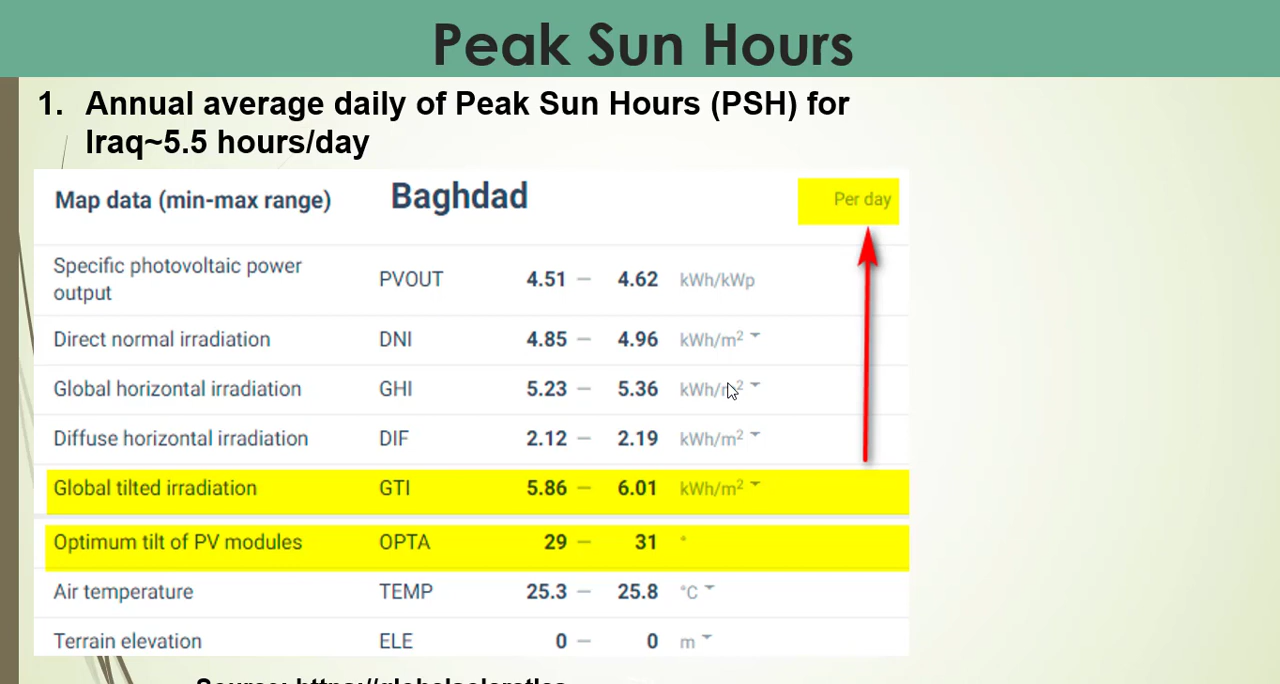 Peak Sun Hours
1. Annual average daily of Peak Sun Hours (PSH) for
Iraq~5.5 hours/day
Map data (min-max range) Baghdad Per day
Specific photovoltaic power
output PVOUT 4.51 – 4.62 kWh/kWp
Direct normal irradiation DNI 4.85 – 4.96 kWh/m²
Global horizontal irradiation GHI 5.23 – 5.36 kWh/m²
Diffuse horizontal irradiation DIF 2.12 – 2.19 kWh/m²
Global tilted irradiation GTI 5.86 – 6.01 kWh/m²
Optimum tilt of PV modules OPTA 29 – 31 °
Air temperature TEMP 25.3 – 25.8 °C
Terrain elevation ELE 0 – 0 m
Source: https://globalsolaratlas